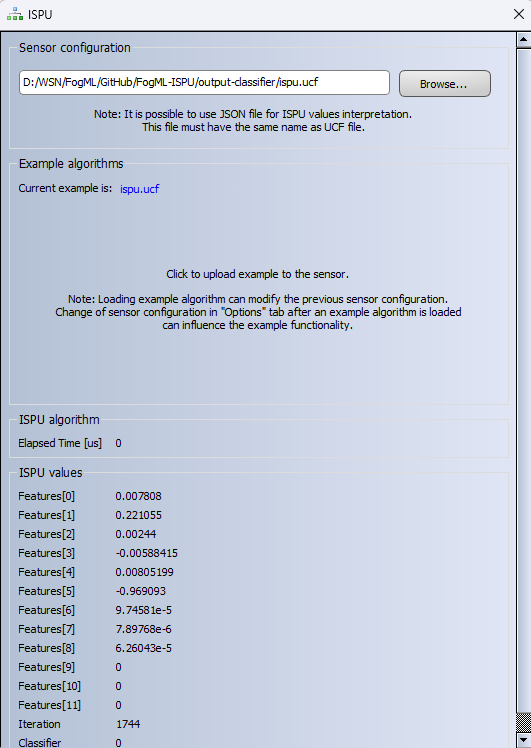 ISPU
Sensor configuration
D:/WSN/FogML/GitHub/FogML-ISPU/output-classifier/ispu.ucf
Browse...
Note: It is possible to use JSON file for ISPU values interpretation.
This file must have the same name as UCF file.
Example algorithms
Current example is: ispu.ucf
Click to upload example to the sensor.
Note: Loading example algorithm can modify the previous sensor configuration.
Change of sensor configuration in "Options" tab after an example algorithm is loaded
can influence the example functionality.
ISPU algorithm
Elapsed Time [us] 0
ISPU values
Features[0] 0.007808
Features[1] 0.221055
Features[2] 0.00244
Features[3] -0.00588415
Features[4] 0.00805199
Features[5] -0.969093
Features[6] 9.74581e-5
Features[7] 7.89768e-6
Features[8] 6.26043e-5
Features[9] 0
Features[10] 0
Features[11] 0
Iteration 1744
Classifier 0